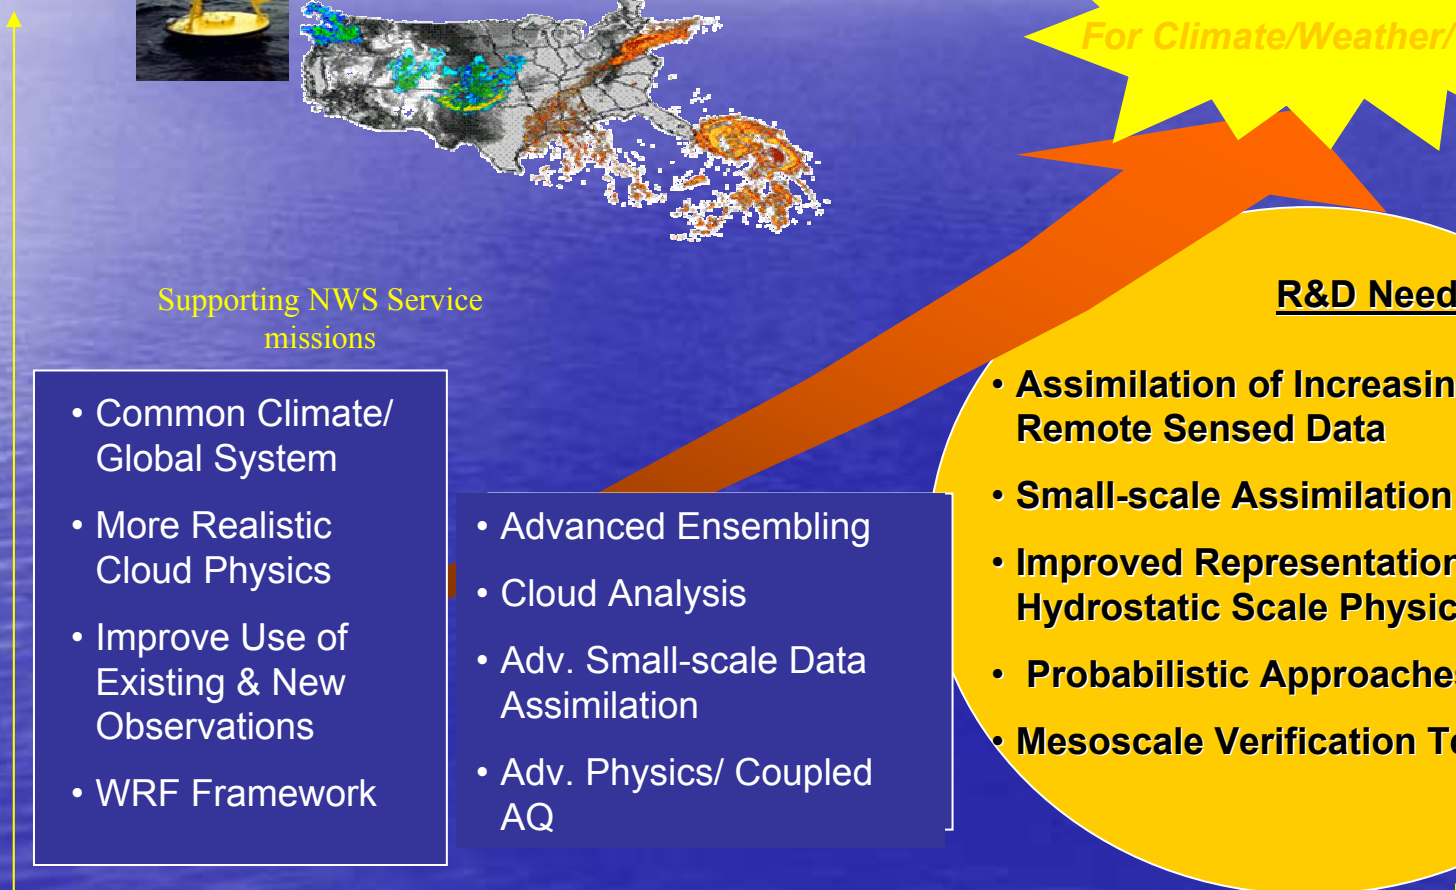 For Climate/Weather/
Supporting NWS Service
missions
• Common Climate/
Global System
• More Realistic
Cloud Physics
• Improve Use of
Existing & New
Observations
• WRF Framework
• Advanced Ensembling
• Cloud Analysis
• Adv. Small-scale Data
Assimilation
• Adv. Physics/ Coupled
AQ
R&D Need
• Assimilation of Increasin
Remote Sensed Data
• Small-scale Assimilation
• Improved Representation
Hydrostatic Scale Physic
• Probabilistic Approache
• Mesoscale Verification T